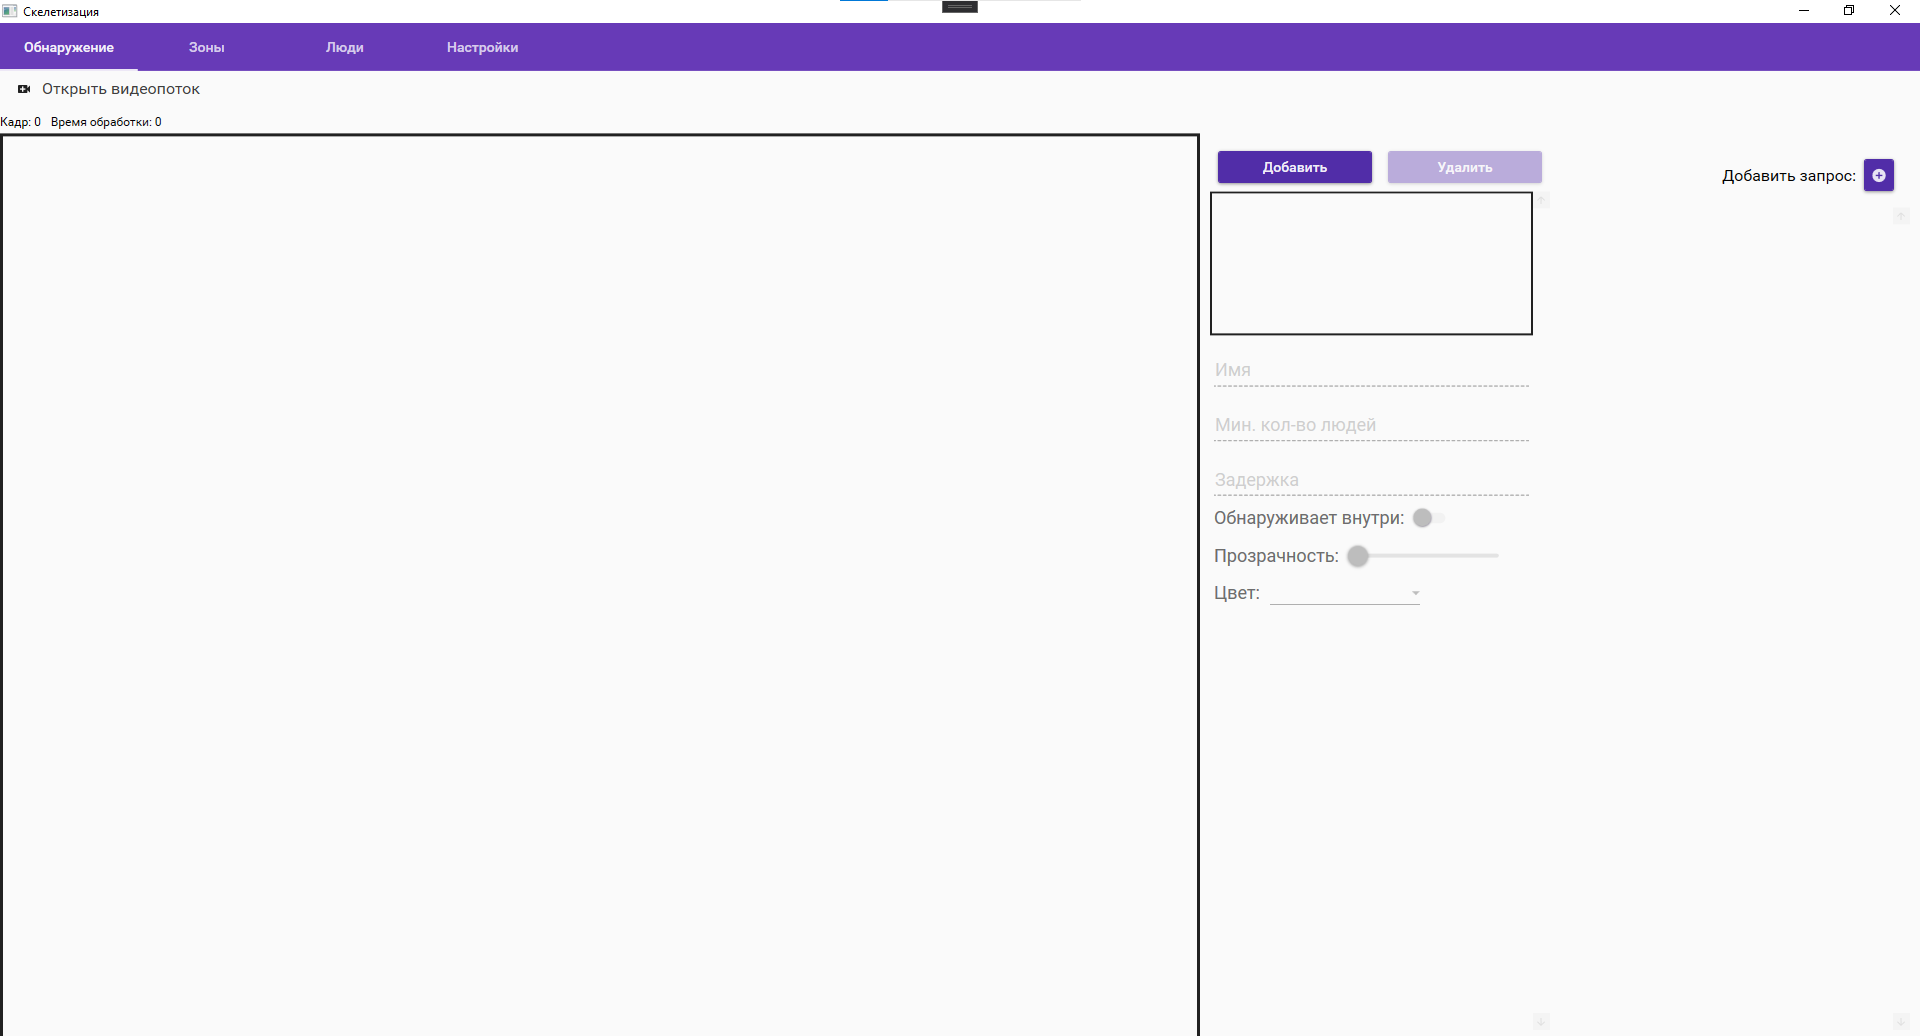 Скелетизация
Обнаружение Зоны Люди Настройки
Открыть видеопоток
Кадр: 0 Время обработки: 0
Добавить Удалить
Добавить запрос:
Имя
Мин. кол-во людей
Задержка
Обнаруживает внутри:
Прозрачность:
Цвет: